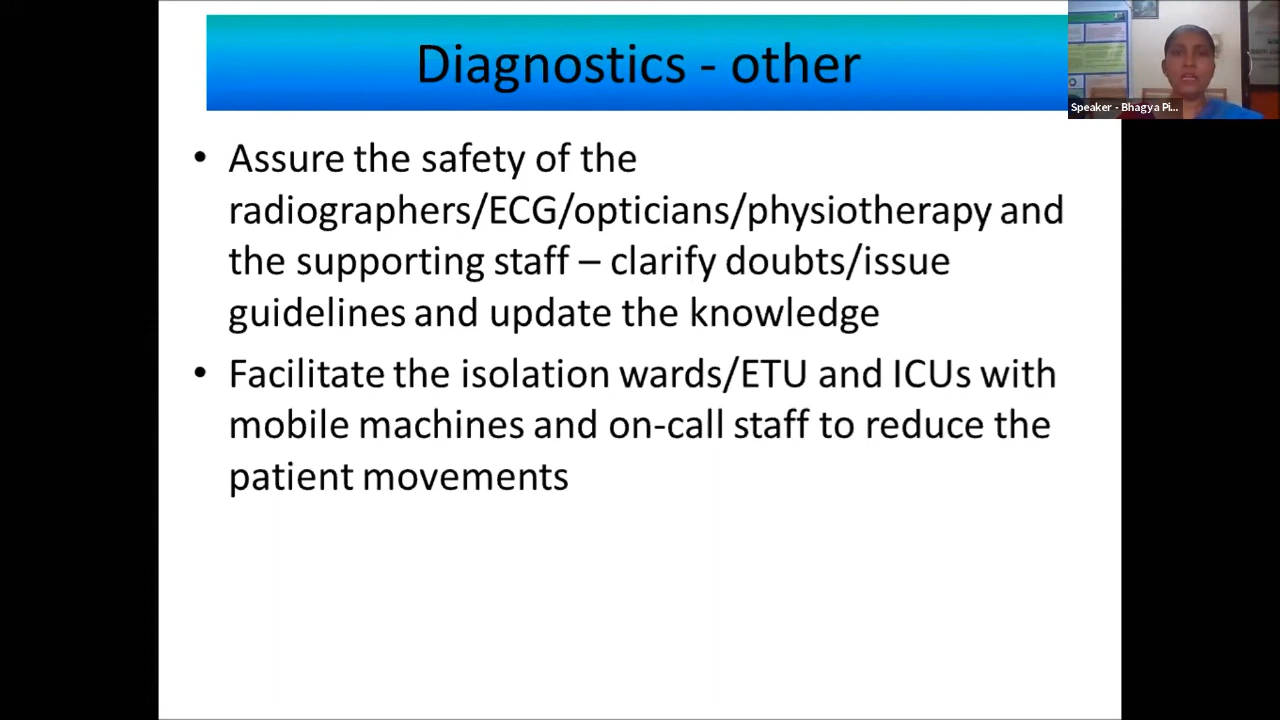 Diagnostics - other
Speaker - Bhagya Pi...
• Assure the safety of the
radiographers/ECG/opticians/physiotherapy and
the supporting staff – clarify doubts/issue
guidelines and update the knowledge
• Facilitate the isolation wards/ETU and ICUs with
mobile machines and on-call staff to reduce the
patient movements